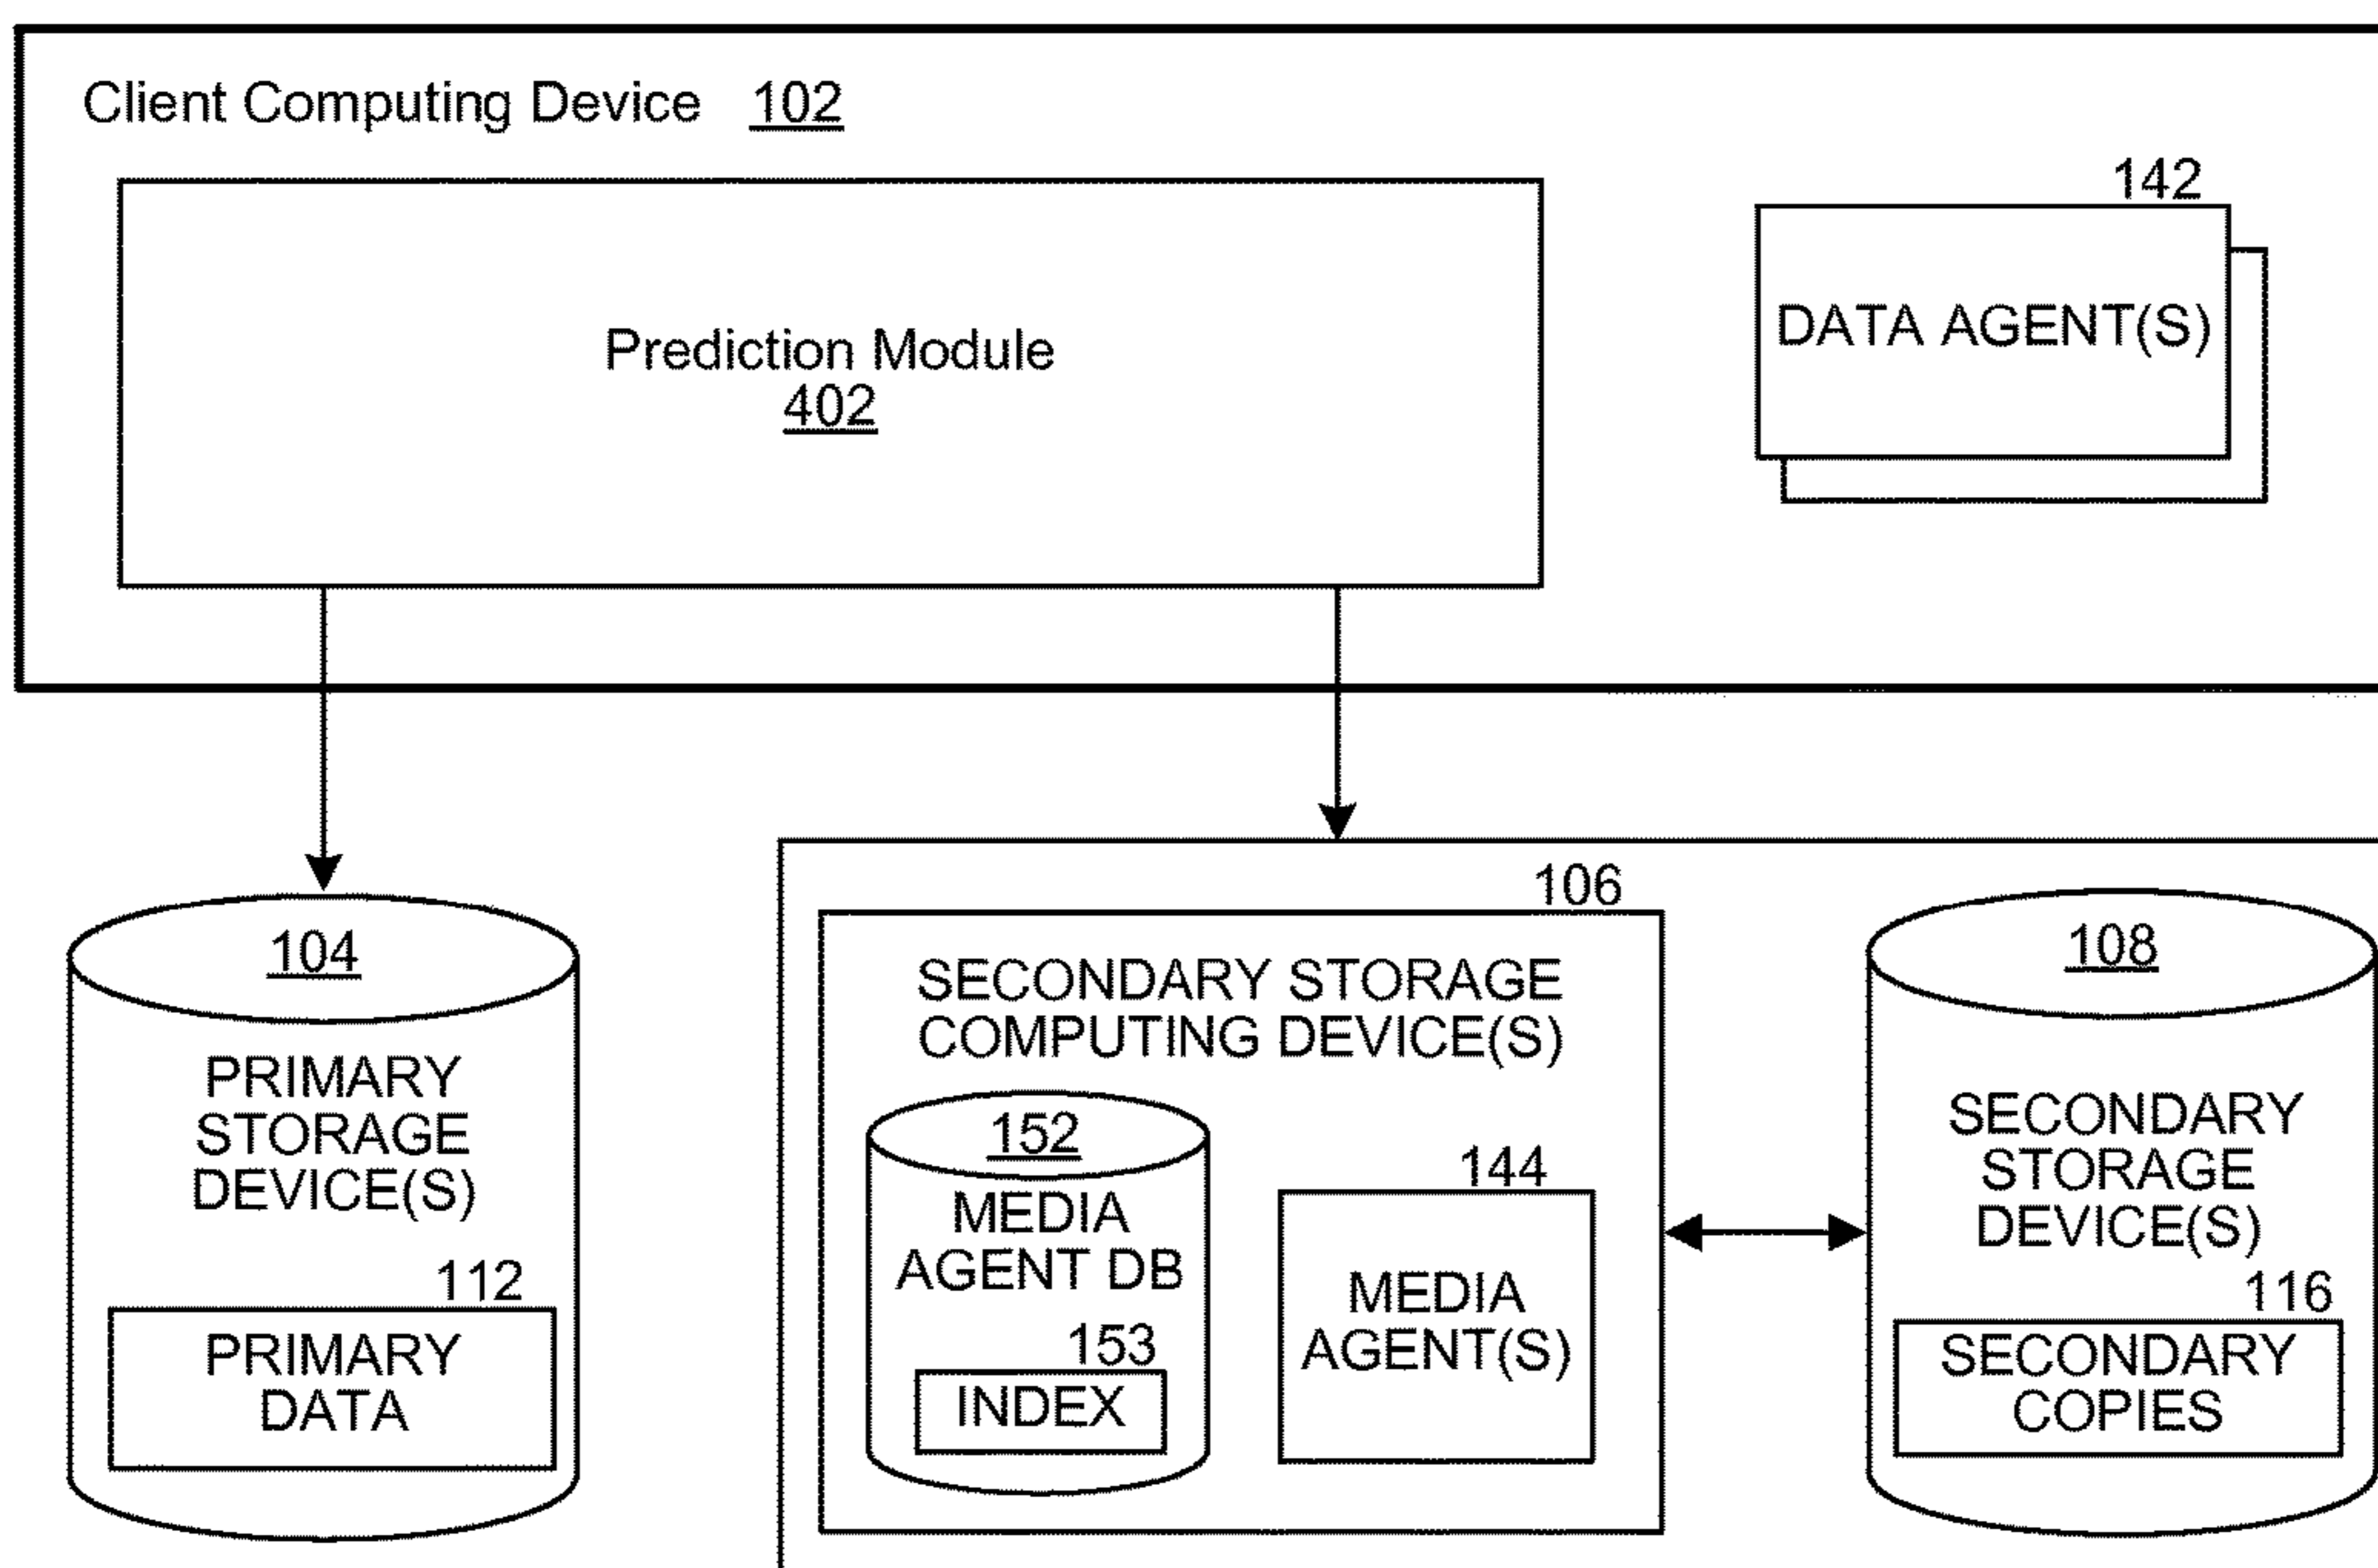 Client Computing Device 102
142
Prediction Module
402
DATA AGENT(S)
104
PRIMARY
STORAGE
DEVICE(S)
112
PRIMARY
DATA
106
SECONDARY STORAGE
COMPUTING DEVICE(S)
152
MEDIA
AGENT DB
153
INDEX
144
MEDIA
AGENT(S)
108
SECONDARY
STORAGE
DEVICE(S)
116
SECONDARY
COPIES